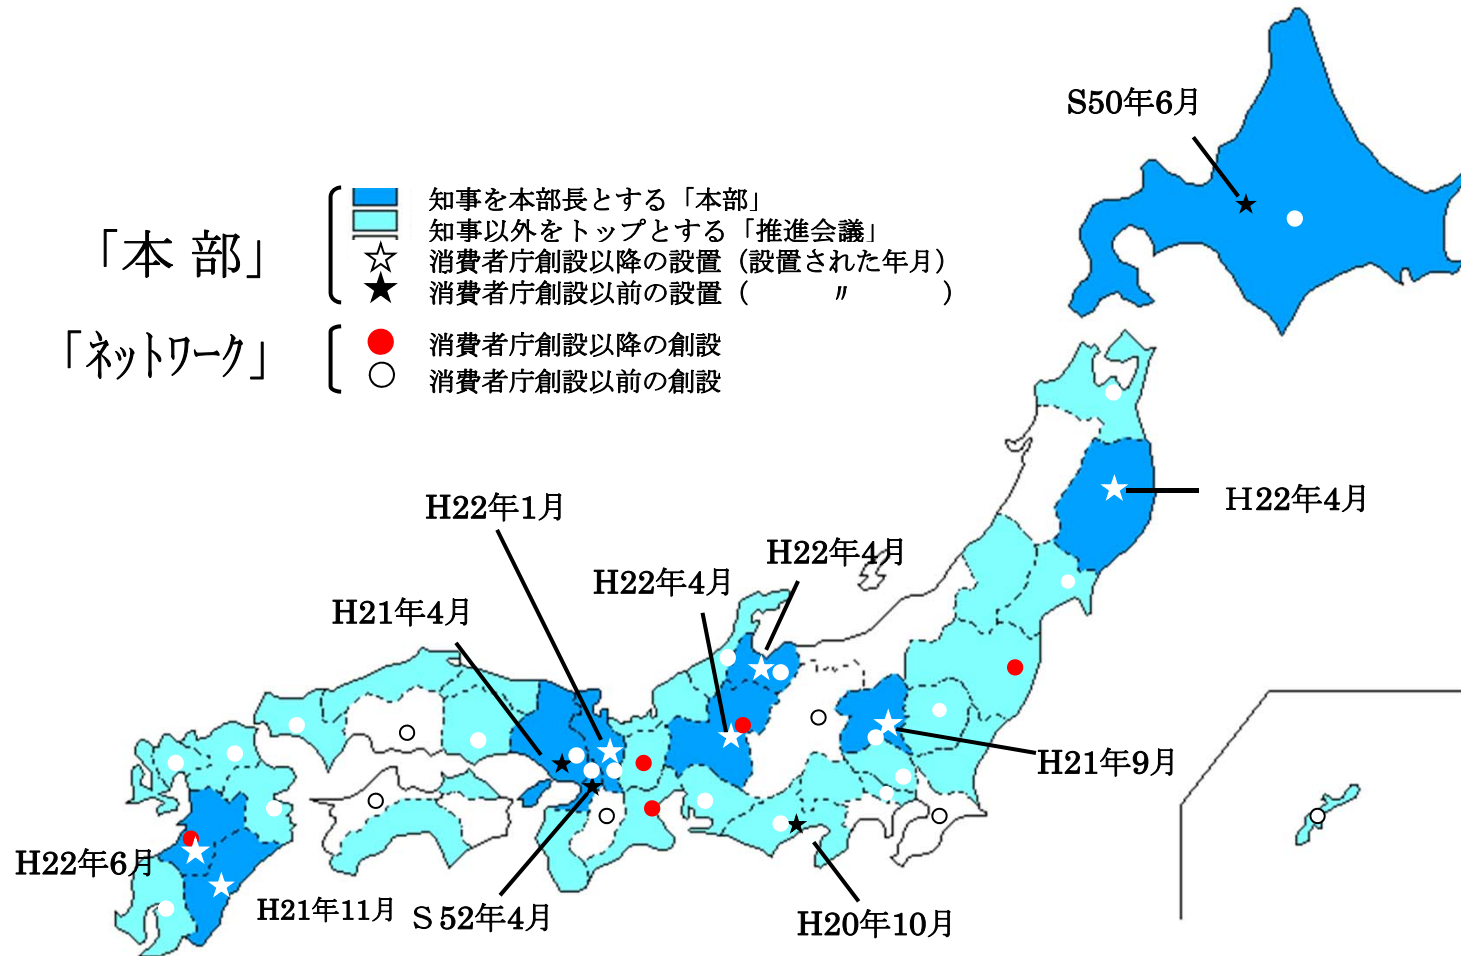 S50年6月
「本 部」
知事を本部長とする「本部」
知事以外をトップとする「推進会議」
消費者庁創設以降の設置（設置された年月）
消費者庁創設以前の設置（　　〃　　）
「ネットワーク」
消費者庁創設以降の創設
消費者庁創設以前の創設
H22年1月
H22年4月
H22年4月
H22年4月
H21年4月
H21年9月
H22年6月
H21年11月
S52年4月
H20年10月